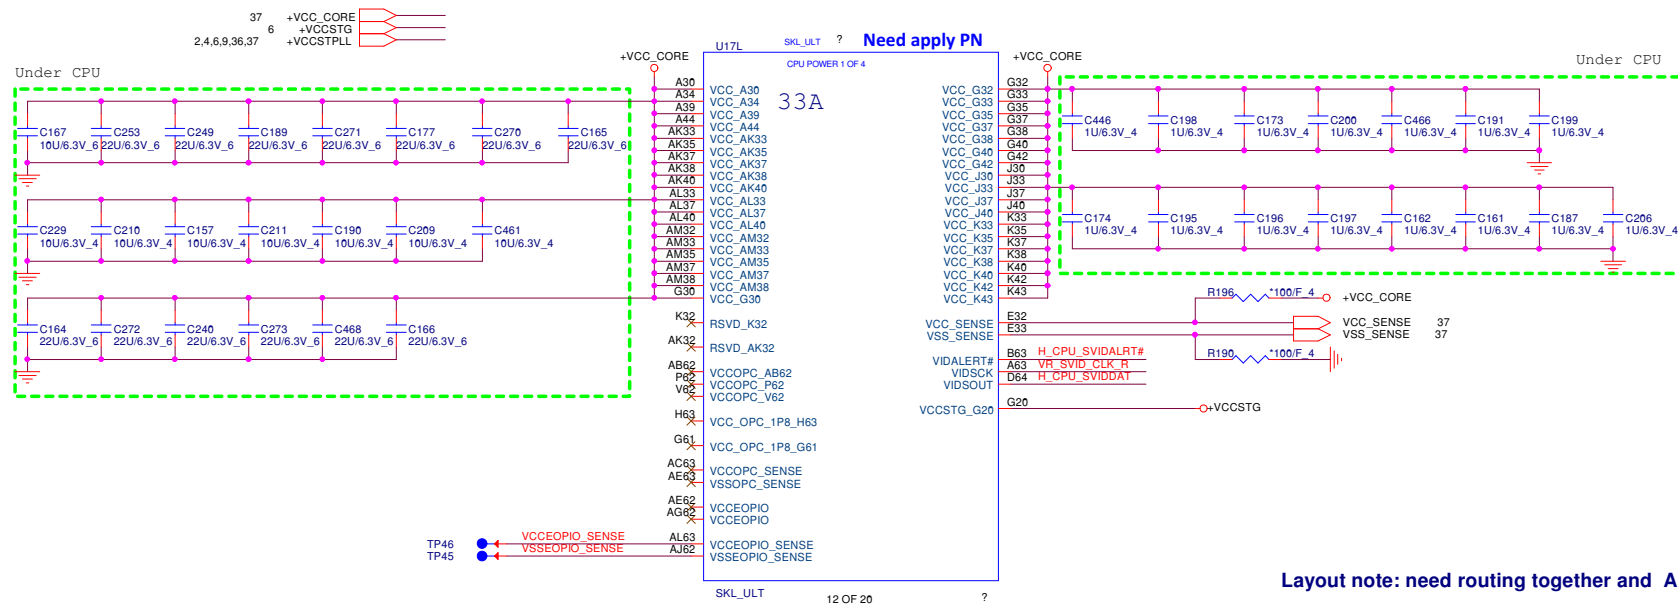 37 +VCC_CORE
6 +VCCSTG
2,4,6,9,36,37 +VCCSTPLL
U17L
SKL_ULT ? Need apply PN
CPU POWER 1 OF 4
33A
+VCC_CORE
+VCC_CORE
Under CPU
Under CPU
C167 C253 C249 C189 C271 C177 C270 C165
10U/6.3V_6 22U/6.3V_6 22U/6.3V_6 22U/6.3V_6 22U/6.3V_6 22U/6.3V_6 22U/6.3V_6 22U/6.3V_6
C229 C210 C157 C211 C190 C209 C461
10U/6.3V_4 10U/6.3V_4 10U/6.3V_4 10U/6.3V_4 10U/6.3V_4 10U/6.3V_4 10U/6.3V_4
C164 C272 C240 C273 C468 C166
22U/6.3V_6 22U/6.3V_6 22U/6.3V_6 22U/6.3V_6 22U/6.3V_6 22U/6.3V_6
A30 VCC_A30
A34 VCC_A34
A39 VCC_A39
A44 VCC_A44
AK33 VCC_AK33
AK35 VCC_AK35
AK37 VCC_AK37
AK38 VCC_AK38
AK40 VCC_AK40
AL33 VCC_AL33
AL37 VCC_AL37
AL40 VCC_AL40
AM32 VCC_AM32
AM33 VCC_AM33
AM35 VCC_AM35
AM37 VCC_AM37
AM38 VCC_AM38
G30 VCC_G30
K32 RSVD_K32
AK32 RSVD_AK32
AB62 VCCOPC_AB62
P62 VCCOPC_P62
V62 VCCOPC_V62
H63 VCC_OPC_1P8_H63
G61 VCC_OPC_1P8_G61
AC63 VCCOPC_SENSE
AE63 VSSOPC_SENSE
AE62 VCCEOPIO
AG62 VCCEOPIO
TP46 VCCEOPIO_SENSE AL63 VCCEOPIO_SENSE
TP45 VSSEOPIO_SENSE AJ62 VSSEOPIO_SENSE
VCC_G32 G32
VCC_G33 G33
VCC_G35 G35
VCC_G37 G37
VCC_G38 G38
VCC_G40 G40
VCC_G42 G42
VCC_J30 J30
VCC_J33 J33
VCC_J37 J37
VCC_J40 J40
VCC_K33 K33
VCC_K35 K35
VCC_K37 K37
VCC_K38 K38
VCC_K40 K40
VCC_K42 K42
VCC_K43 K43
VCC_SENSE E32
VSS_SENSE E33
VIDALERT# B63 H_CPU_SVIDALRT#
VIDSCK A63 VR_SVID_CLK_R
VIDSOUT D64 H_CPU_SVIDDAT
VCCSTG_G20 G20 +VCCSTG
C446 C198 C173 C200 C466 C191 C199
1U/6.3V_4 1U/6.3V_4 1U/6.3V_4 1U/6.3V_4 1U/6.3V_4 1U/6.3V_4 1U/6.3V_4
C174 C195 C196 C197 C162 C161 C187 C206
1U/6.3V_4 1U/6.3V_4 1U/6.3V_4 1U/6.3V_4 1U/6.3V_4 1U/6.3V_4 1U/6.3V_4 1U/6.3V_4
R196 *100/F_4 +VCC_CORE
VCC_SENSE 37
VSS_SENSE 37
R190 *100/F_4
Layout note: need routing together and A
SKL_ULT
12 OF 20
?